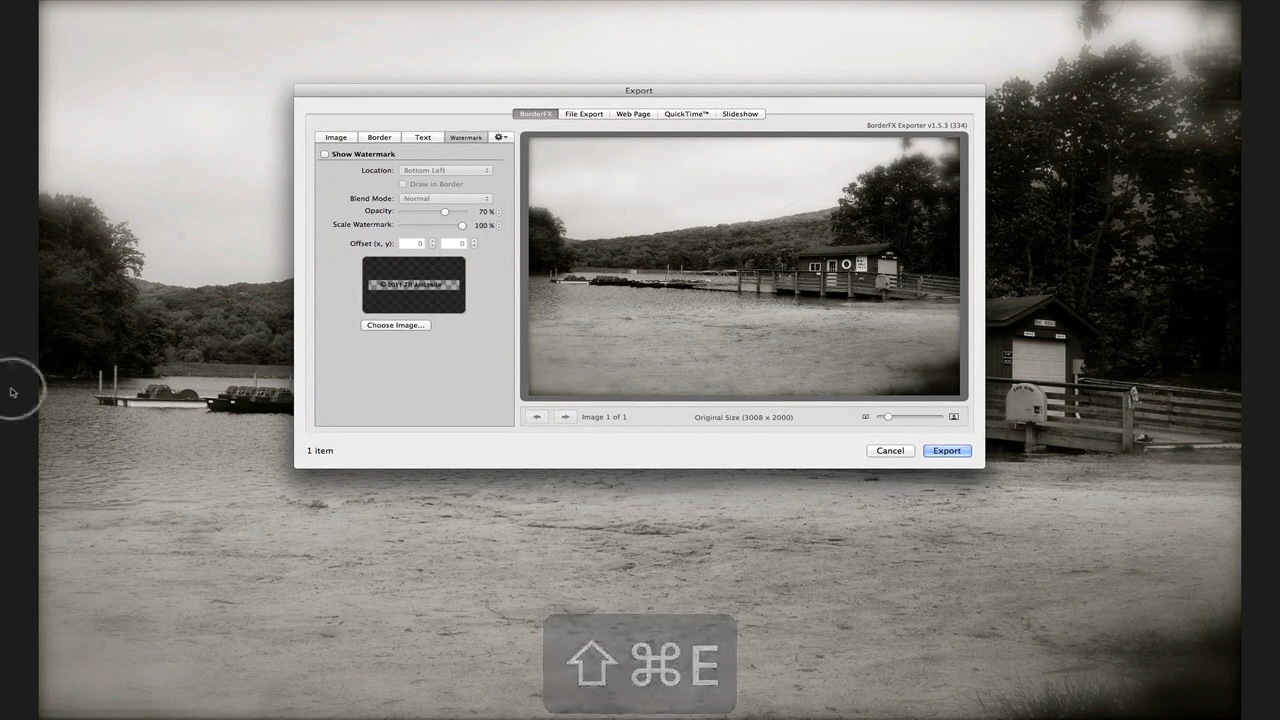 Export
BorderFX File Export Web Page QuickTime™ Slideshow
BorderFX Exporter v1.5.3 (334)
Image Border Text Watermark
Show Watermark
Location: Bottom Left
Draw in Border
Blend Mode: Normal
Opacity: 70 %
Scale Watermark: 100 %
Offset (x, y): 0 0
Choose Image...
Image 1 of 1 Original Size (3008 x 2000)
1 item Cancel Export
⇧⌘E